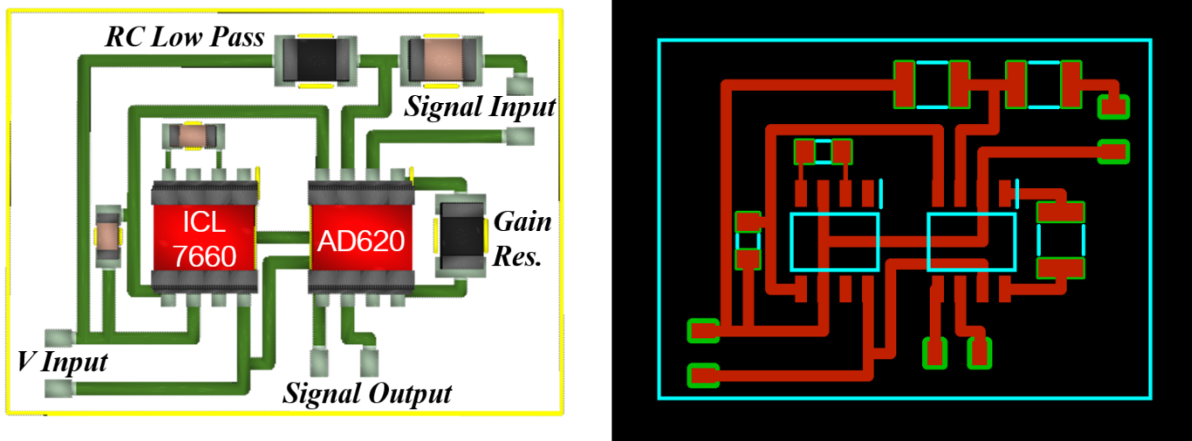 RC Low Pass
Signal Input
ICL
7660
AD620
Gain
Res.
V Input
Signal Output